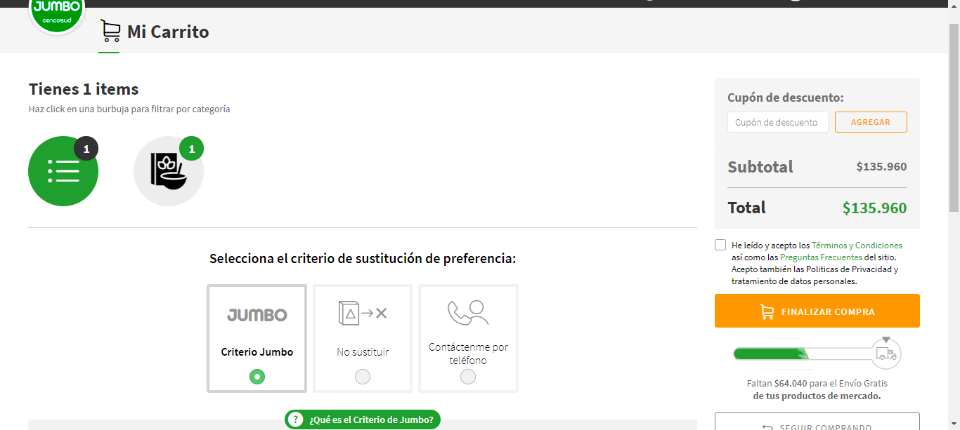 JUMBO
cencosud
Mi Carrito
Tienes 1 items
Haz click en una burbuja para filtrar por categoría
1
1
Cupón de descuento:
Cupón de descuento
AGREGAR
Subtotal
$135.960
Total
$135.960
He leído y acepto los Términos y Condiciones
así como las Preguntas Frecuentes del sitio.
Acepto también las Políticas de Privacidad y
tratamiento de datos personales.
FINALIZAR COMPRA
Faltan $64.040 para el Envío Gratis
de tus productos de mercado.
SEGUIR COMPRANDO
Selecciona el criterio de sustitución de preferencia:
JUMBO
Criterio Jumbo
No sustituir
Contáctenme por
teléfono
? ¿Qué es el Criterio de Jumbo?